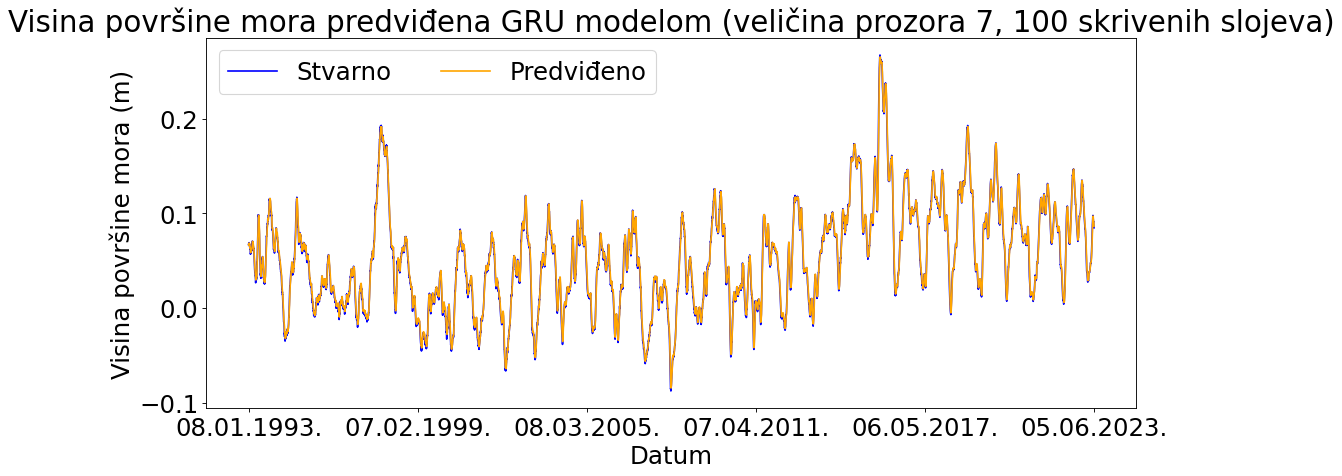 Visina površine mora predviđena GRU modelom (veličina prozora 7, 100 skrivenih slojeva)
Stvarno Predviđeno
Visina površine mora (m)
0.2
0.1
0.0
−0.1
08.01.1993. 07.02.1999. 08.03.2005. 07.04.2011. 06.05.2017. 05.06.2023.
Datum